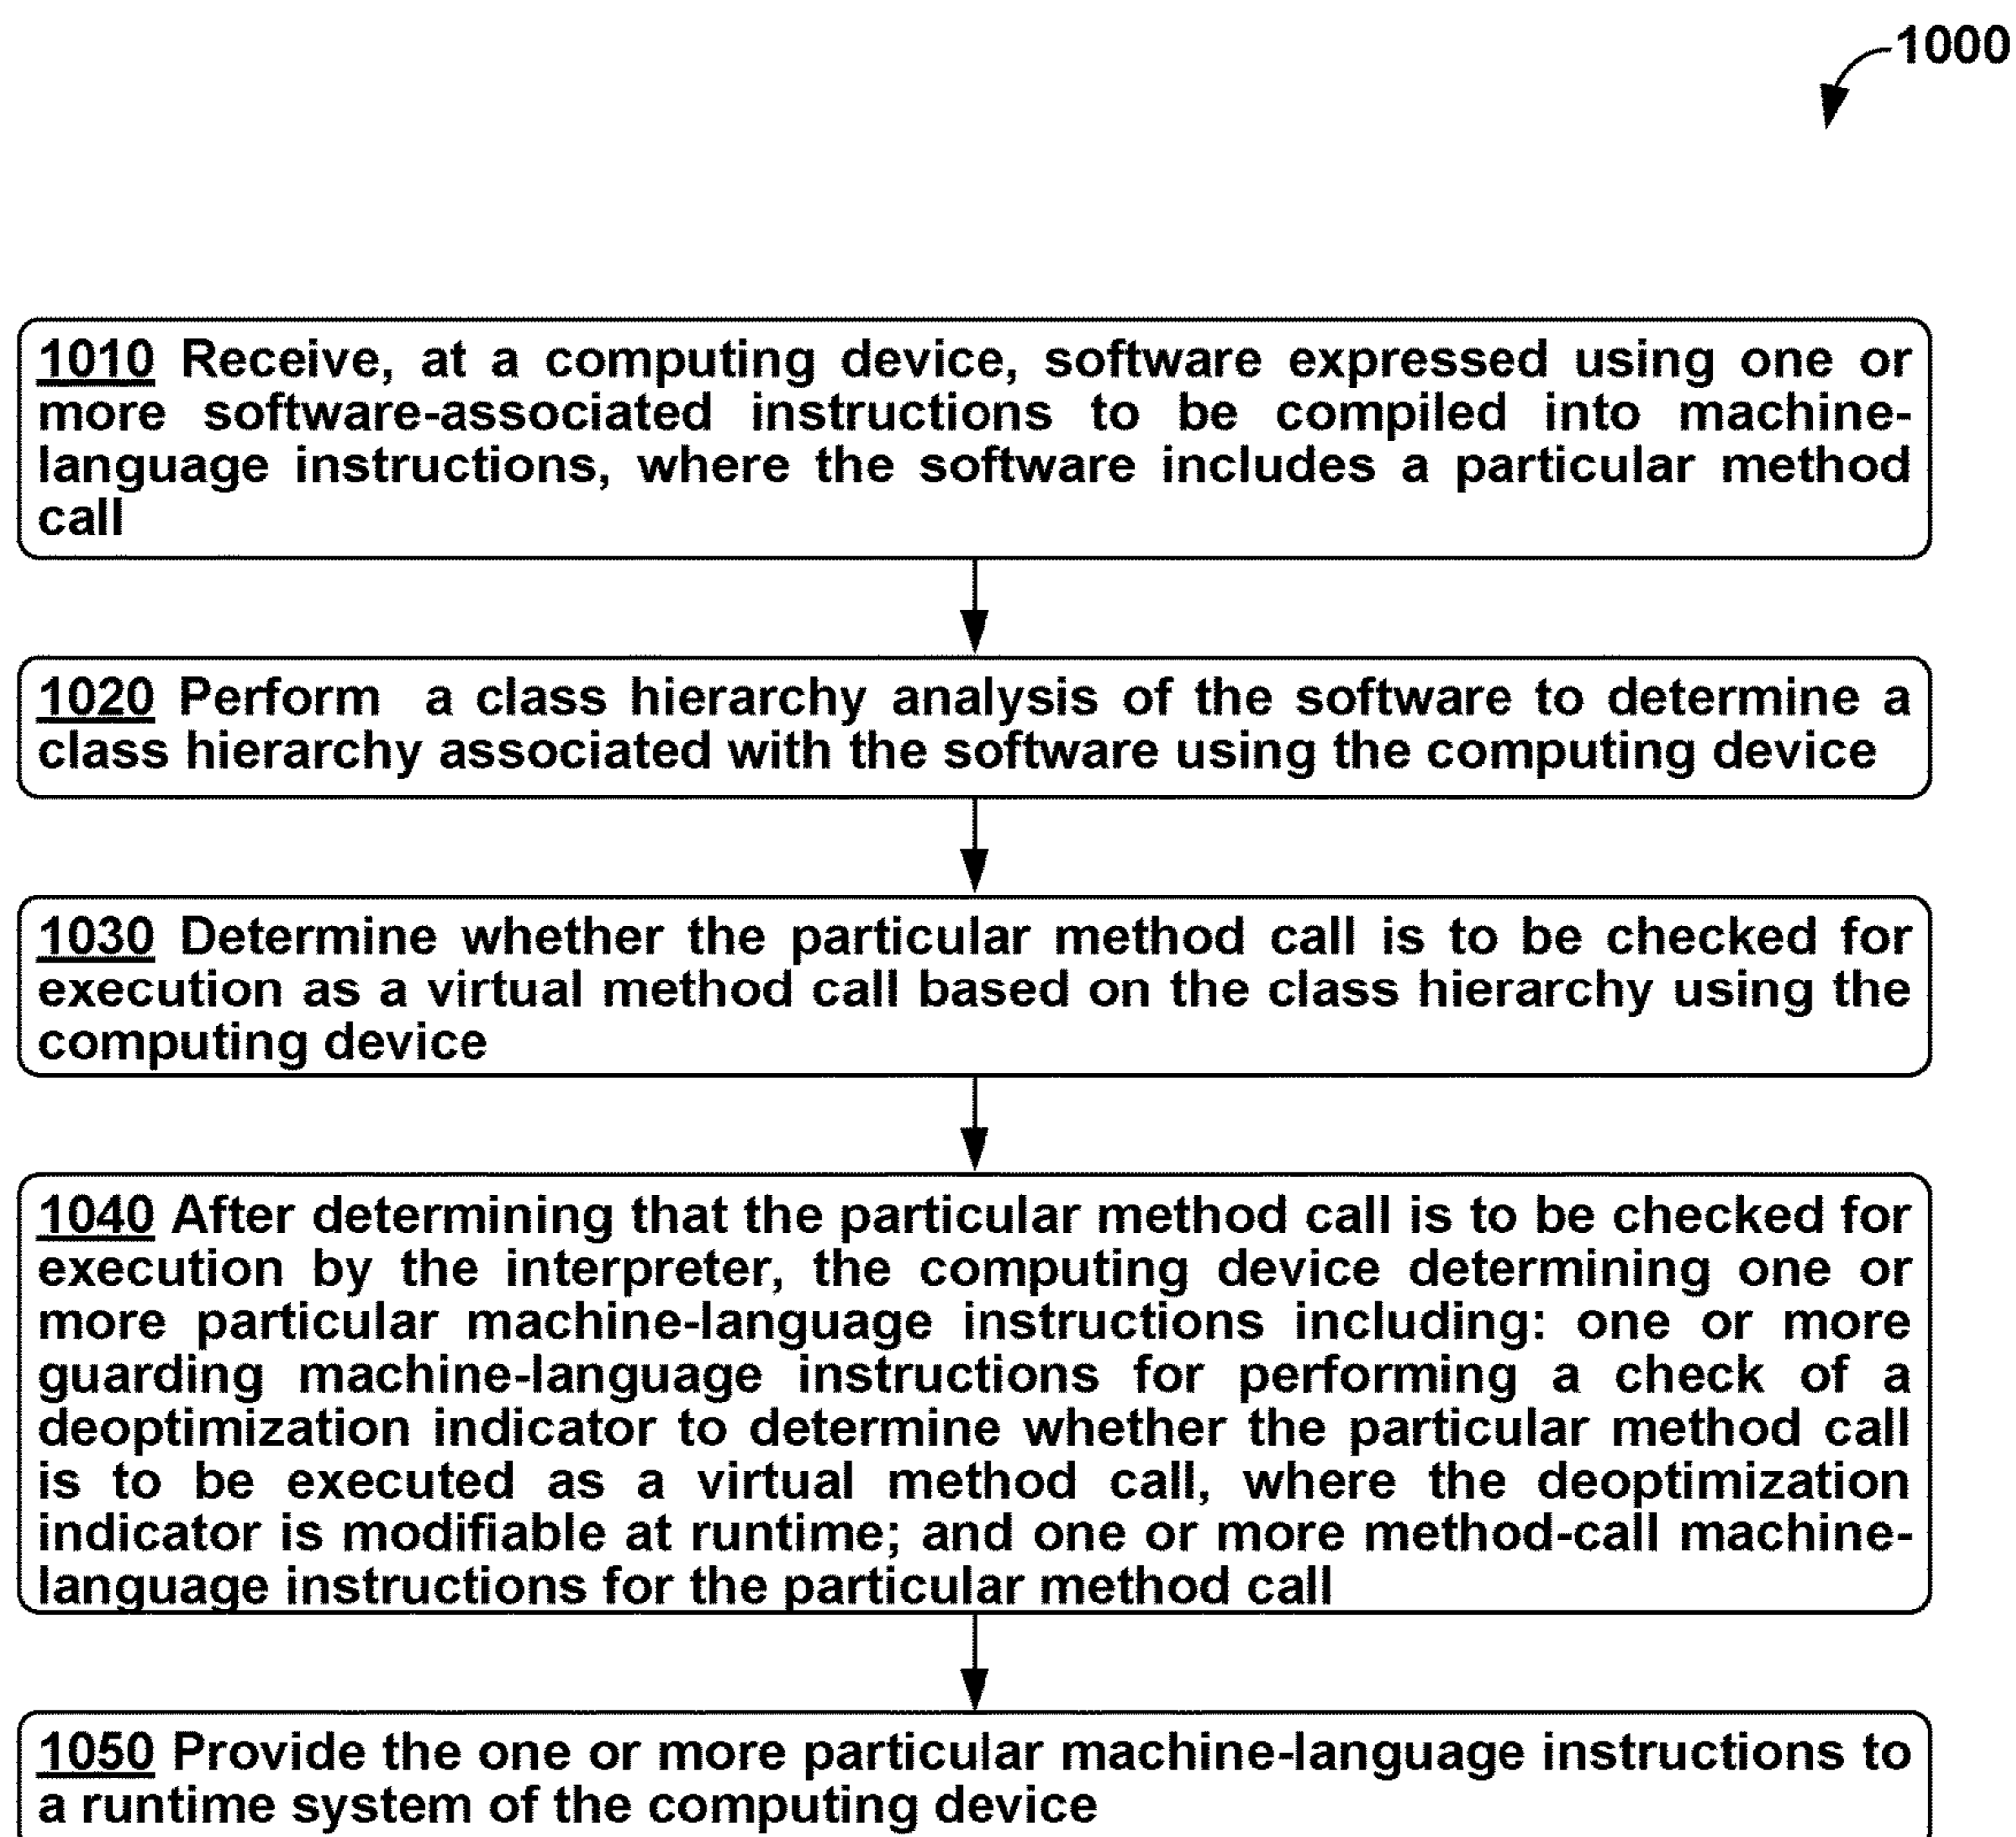 1000
1010 Receive, at a computing device, software expressed using one or
more software-associated instructions to be compiled into machine-
language instructions, where the software includes a particular method
call
1020 Perform a class hierarchy analysis of the software to determine a
class hierarchy associated with the software using the computing device
1030 Determine whether the particular method call is to be checked for
execution as a virtual method call based on the class hierarchy using the
computing device
1040 After determining that the particular method call is to be checked for
execution by the interpreter, the computing device determining one or
more particular machine-language instructions including: one or more
guarding machine-language instructions for performing a check of a
deoptimization indicator to determine whether the particular method call
is to be executed as a virtual method call, where the deoptimization
indicator is modifiable at runtime; and one or more method-call machine-
language instructions for the particular method call
1050 Provide the one or more particular machine-language instructions to
a runtime system of the computing device